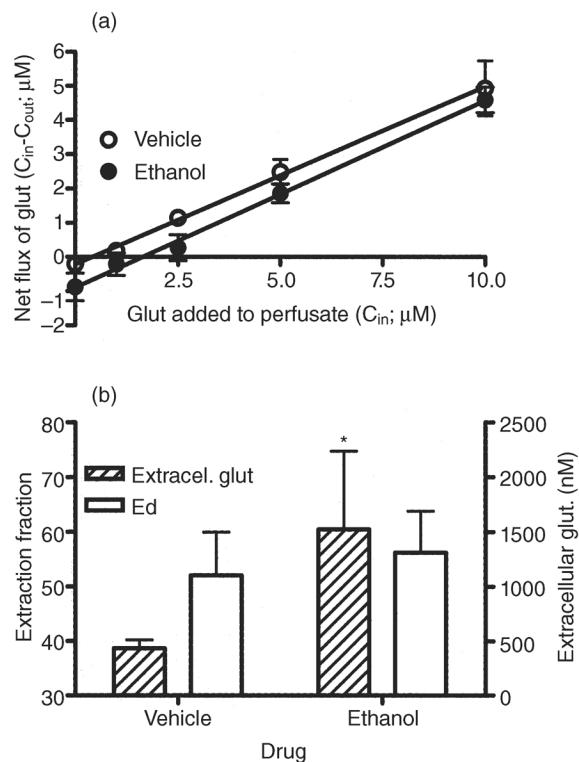 (a)
Net flux of glut (Cin-Cout; μM)
6
5
4
3
2
1
0
−1
−2
Vehicle
Ethanol
2.5 5.0 7.5 10.0
Glut added to perfusate (Cin; μM)
(b)
Extraction fraction
80
70
60
50
40
30
Extracel. glut
Ed
*
2500
2000
1500
1000
500
0
Extracellular glut. (nM)
Vehicle Ethanol
Drug